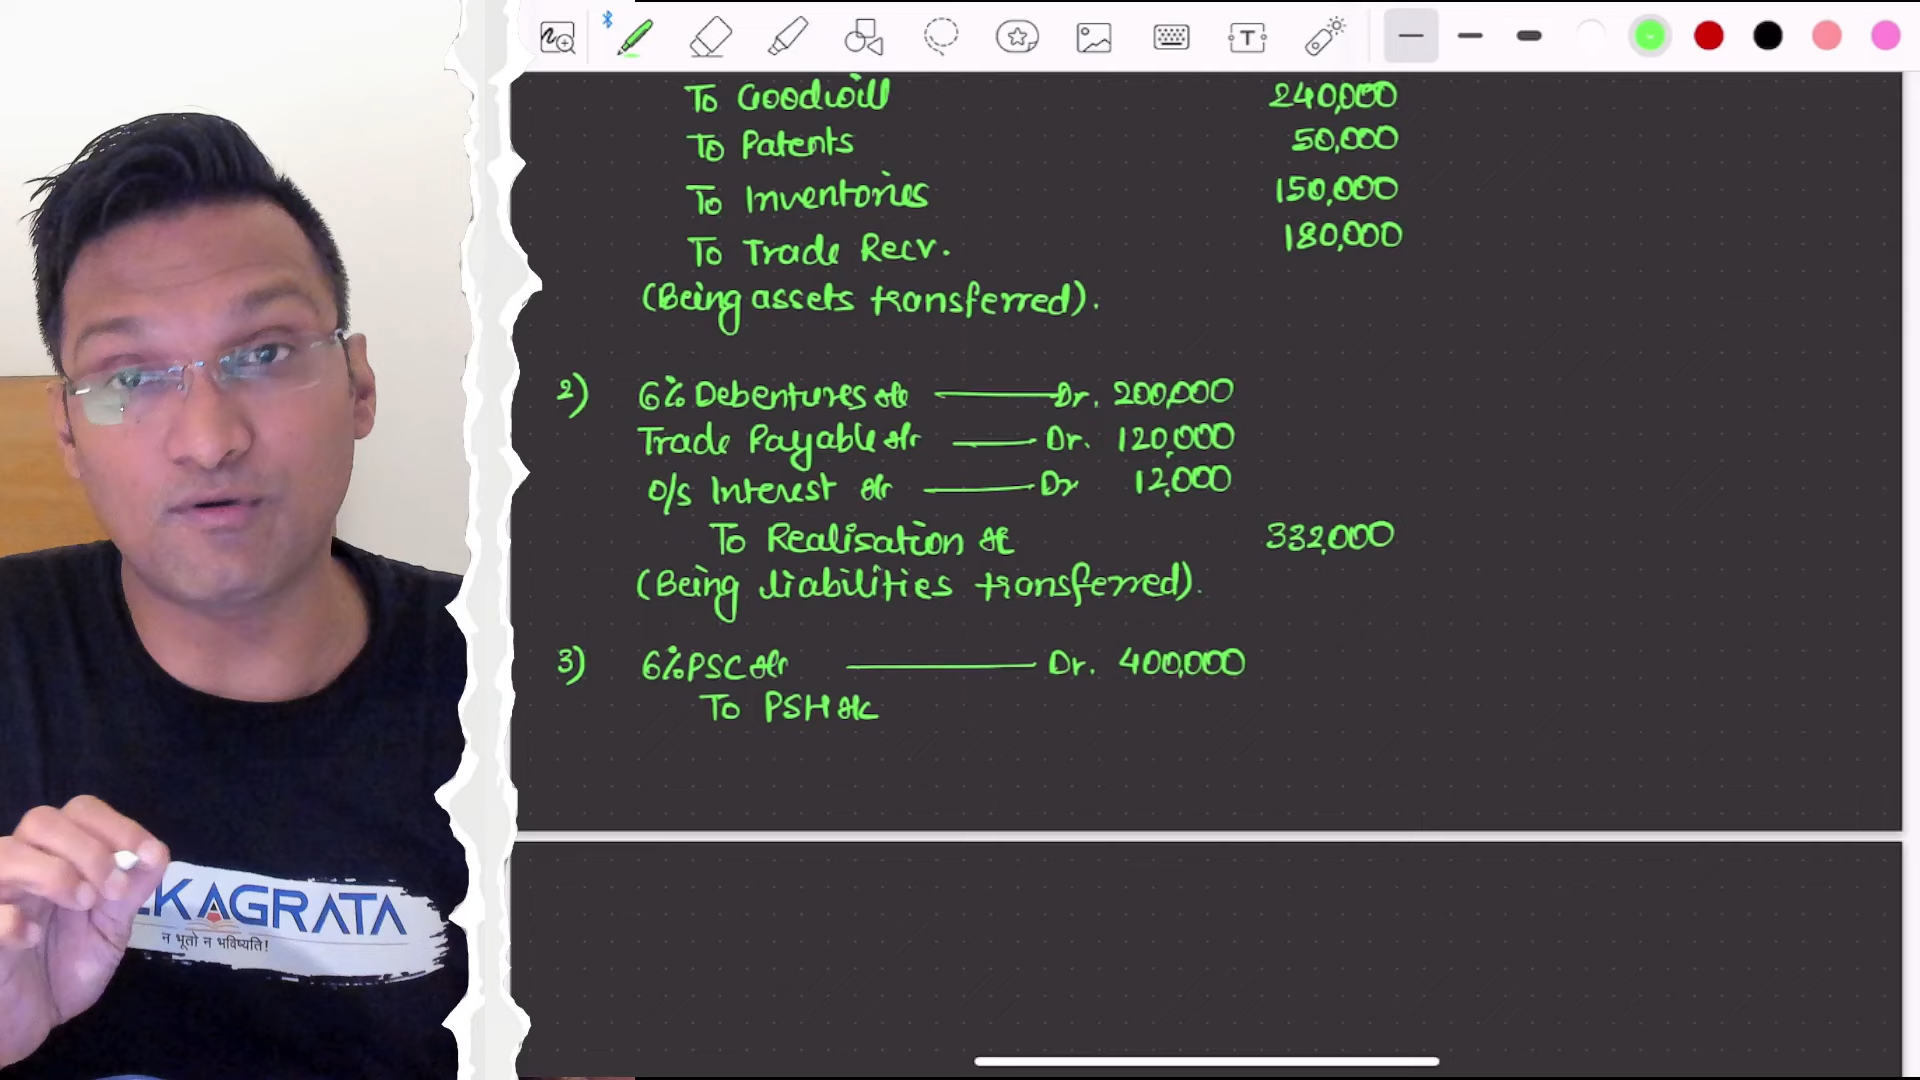 To Goodwill 240,000
To Patents 50,000
To Inventories 150,000
To Trade Recv. 180,000
(Being assets transferred).
2) 6% Debentures a/c Dr. 200,000
Trade Payable a/c Dr. 120,000
O/s Interest a/c Dr 12,000
To Realisation a/c 332,000
(Being liabilities transferred).
3) 6% PSC a/c Dr. 400,000
To PSH a/c
EKAGRATA
न भूतो न भविष्यति!
T